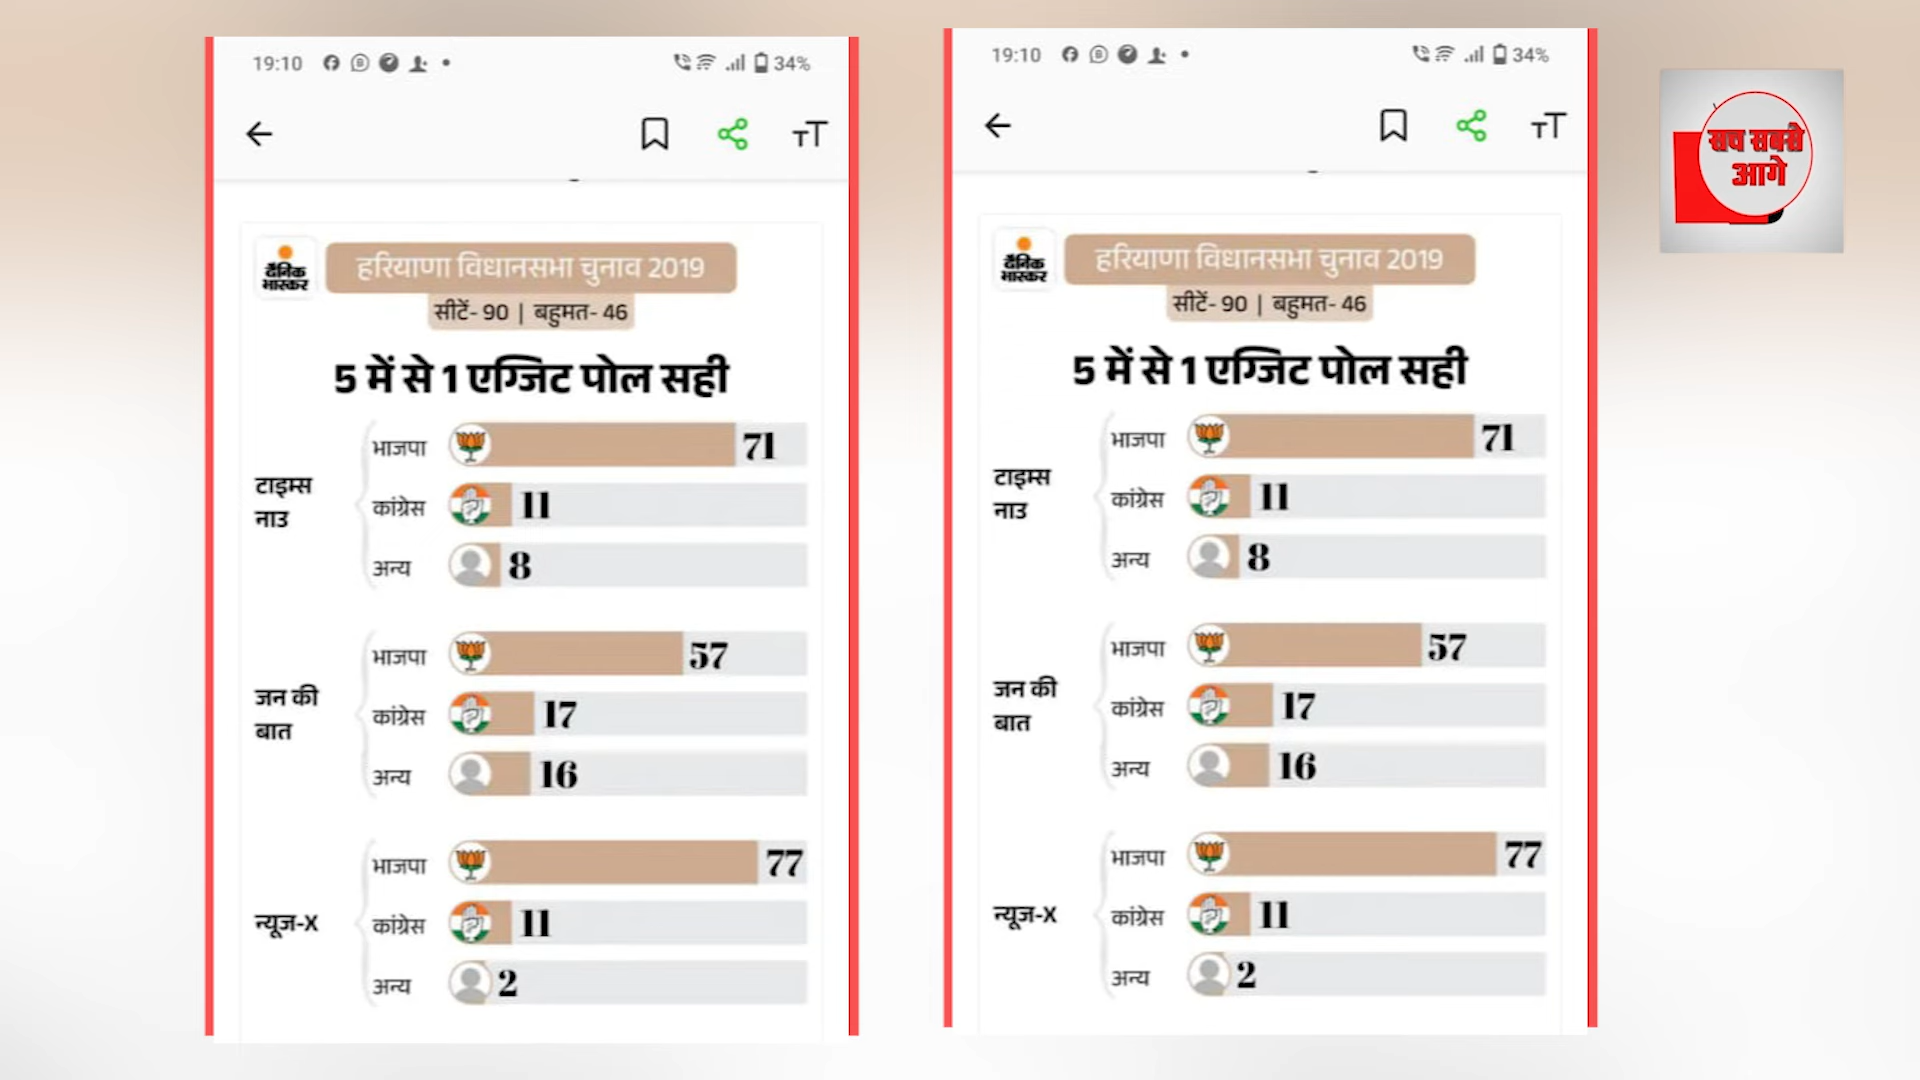 19:10
34%
दैनिक
भास्कर
हरियाणा विधानसभा चुनाव 2019
सीटें- 90 | बहुमत- 46
5 में से 1 एग्जिट पोल सही
टाइम्स
नाउ
भाजपा 71
कांग्रेस 11
अन्य 8
जन की
बात
भाजपा 57
कांग्रेस 17
अन्य 16
न्यूज-X
भाजपा 77
कांग्रेस 11
अन्य 2
19:10
34%
दैनिक
भास्कर
हरियाणा विधानसभा चुनाव 2019
सीटें- 90 | बहुमत- 46
5 में से 1 एग्जिट पोल सही
टाइम्स
नाउ
भाजपा 71
कांग्रेस 11
अन्य 8
जन की
बात
भाजपा 57
कांग्रेस 17
अन्य 16
न्यूज-X
भाजपा 77
कांग्रेस 11
अन्य 2
सच सबसे
आगे